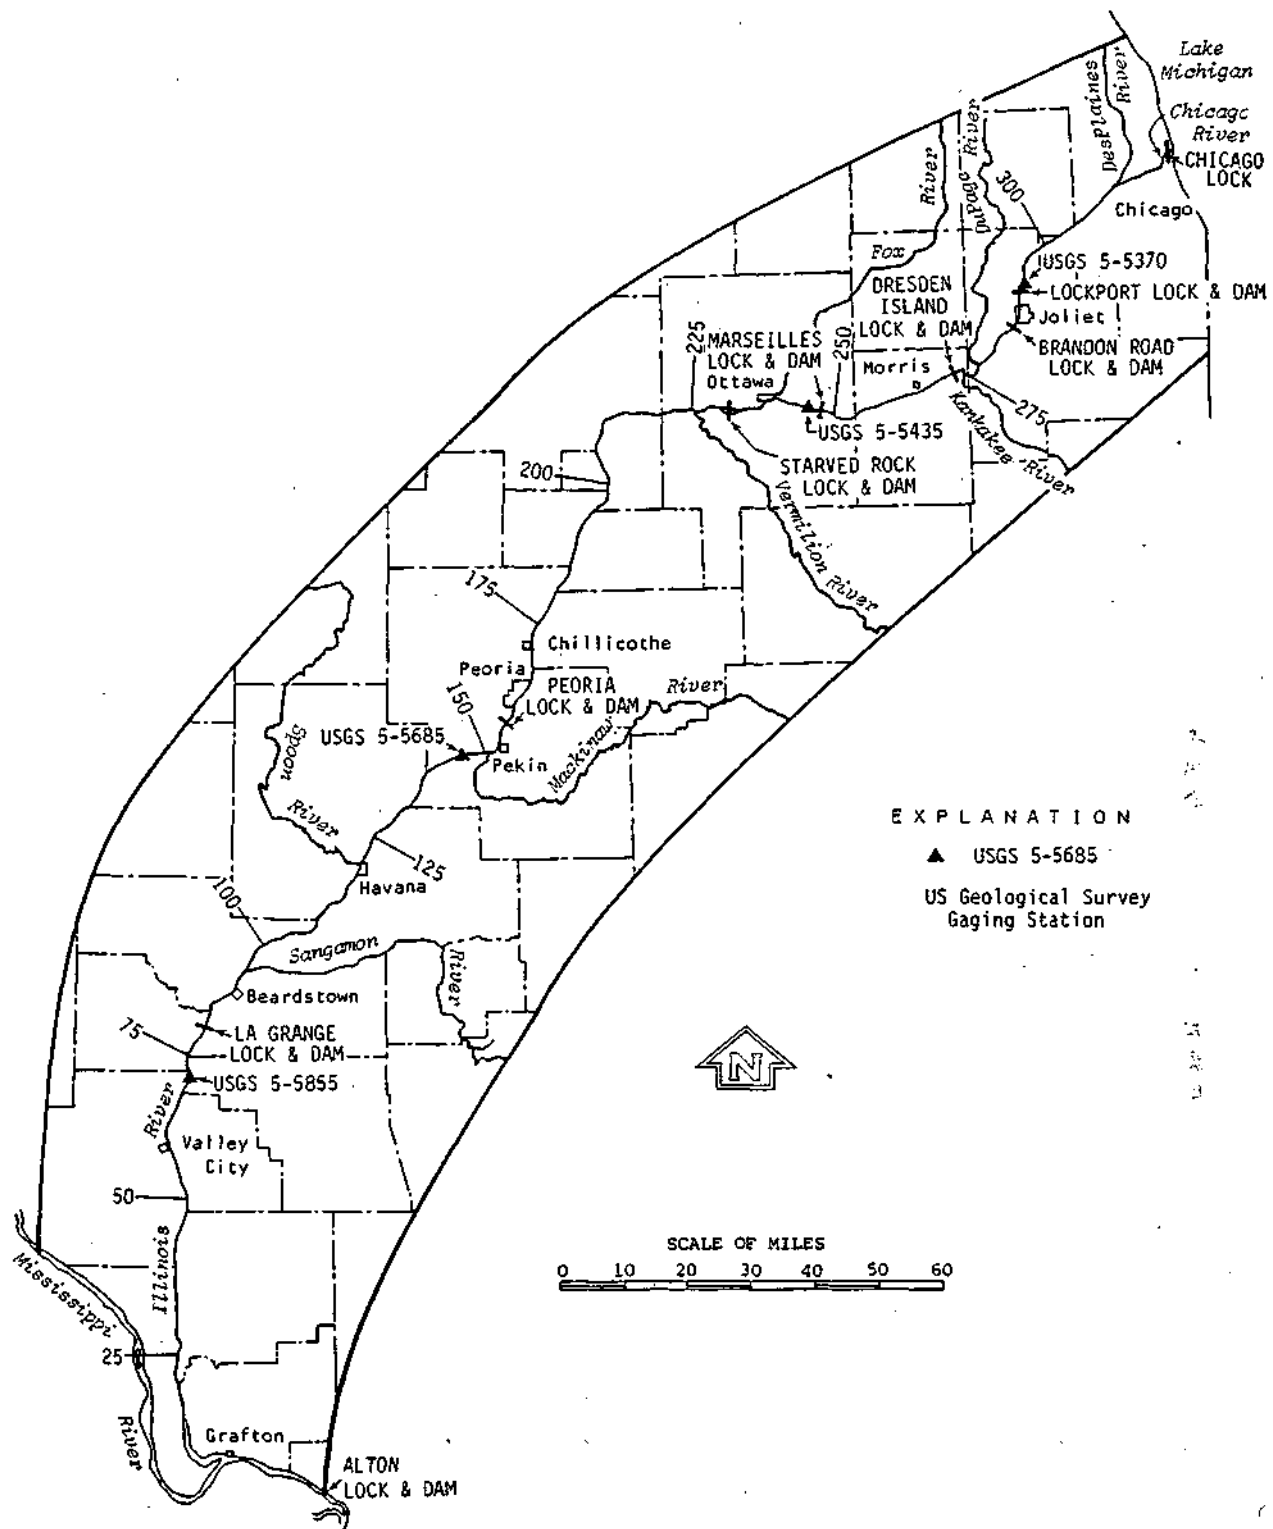 Lake
Michigan
DesPlaines
River
Chicago
River
CHICAGO
LOCK
Chicago
River
DuPage
River
300
Fox
USGS 5-5370
LOCKPORT LOCK & DAM
DRESDEN
ISLAND
LOCK & DAM
Joliet
BRANDON ROAD
LOCK & DAM
225
MARSEILLES
LOCK & DAM
250
Ottawa
Morris
275
Kankakee River
USGS 5-5435
STARVED ROCK
LOCK & DAM
200
Vermilion River
175
Chillicothe
Peoria
PEORIA
LOCK & DAM
River
150
USGS 5-5685
Pekin
Mackinaw
Spoon
River
125
Havana
100
Sangamon
River
Beardstown
75
LA GRANGE
LOCK & DAM
USGS 5-5855
River
Valley
City
50
Illinois
Mississippi
25
River
Grafton
ALTON
LOCK & DAM
EXPLANATION
USGS 5-5685
US Geological Survey
Gaging Station
N
SCALE OF MILES
0 10 20 30 40 50 60